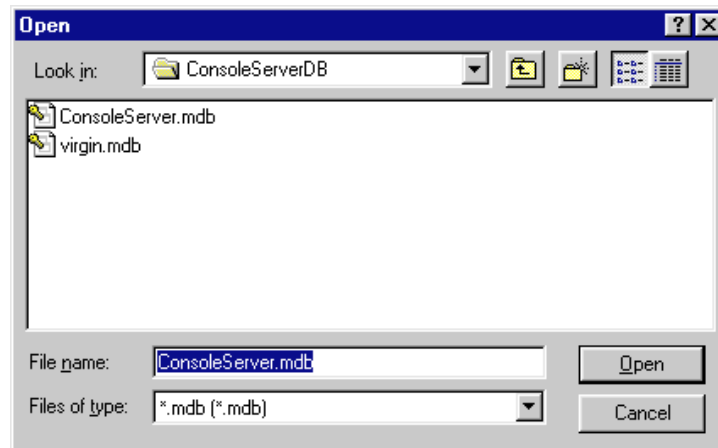 Open
Look in: ConsoleServerDB
ConsoleServer.mdb
virgin.mdb
File name: ConsoleServer.mdb Open
Files of type: *.mdb (*.mdb) Cancel